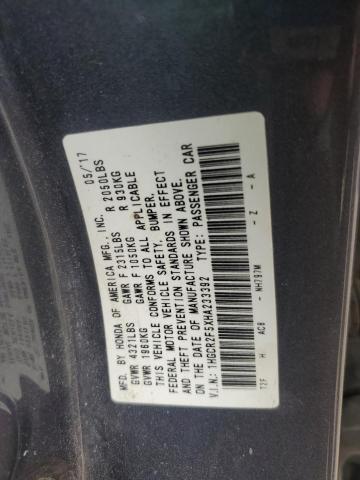 MFD. BY HONDA OF AMERICA MFG., INC. 05/17
GVWR 4321LBS GAWR F 2315LBS R 2050LBS
GVWR 1960KG GAWR F 1050KG R 930KG
THIS VEHICLE CONFORMS TO ALL APPLICABLE
FEDERAL MOTOR VEHICLE SAFETY, BUMPER,
AND THEFT PREVENTION STANDARDS IN EFFECT
ON THE DATE OF MANUFACTURE SHOWN ABOVE.
V.I.N.: 1HGCR2F5XHA233392 TYPE: PASSENGER CAR
T2F H AC8 - NH797M - Z - A